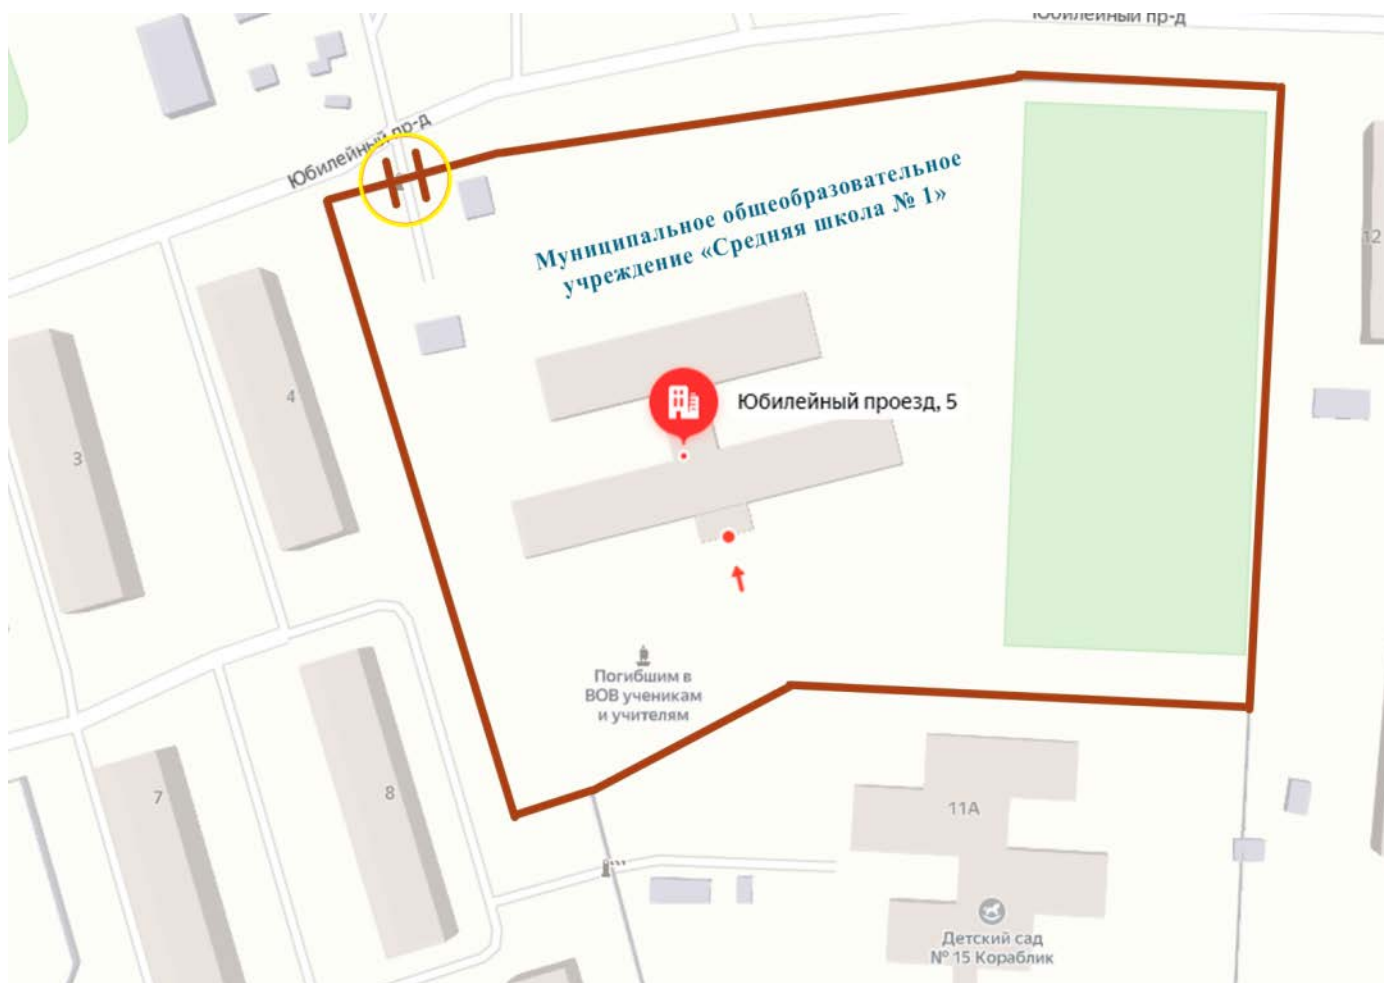 Юбилейный пр-д
Юбилейный пр-д
Муниципальное общеобразовательное
учреждение «Средняя школа № 1»
12
4
3
Юбилейный проезд, 5
Погибшим в
ВОВ ученикам
и учителям
7
8
11А
Детский сад
№ 15 Кораблик